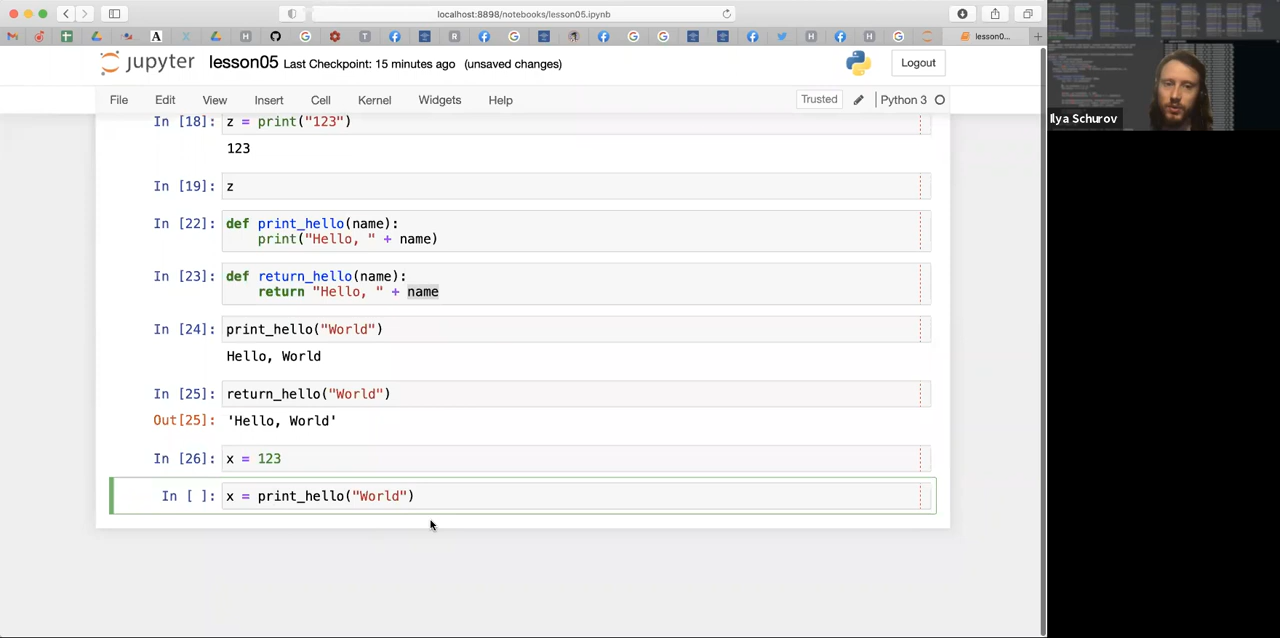 localhost:8898/notebooks/lesson05.ipynb
lesson0...
jupyter lesson05 Last Checkpoint: 15 minutes ago (unsaved changes)
Logout
File Edit View Insert Cell Kernel Widgets Help
Trusted Python 3
In [18]: z = print("123")
123
In [19]: z
In [22]: def print_hello(name):
print("Hello, " + name)
In [23]: def return_hello(name):
return "Hello, " + name
In [24]: print_hello("World")
Hello, World
In [25]: return_hello("World")
Out[25]: 'Hello, World'
In [26]: x = 123
In [ ]: x = print_hello("World")
Ilya Schurov